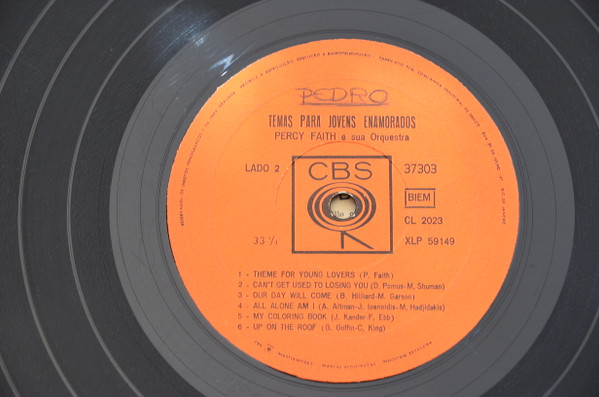 PEDRO
TEMAS PARA JOVENS ENAMORADOS
PERCY FAITH e sua Orquestra
LADO 2
CBS
37303
BIEM
CL 2023
33 ⅓
XLP 59149
1 - THEME FOR YOUNG LOVERS (P. Faith)
2 - CAN'T GET USED TO LOSING YOU (D. Pomus-M. Shuman)
3 - OUR DAY WILL COME (B. Hilliard-M. Garson)
4 - ALL ALONE AM I (A. Altman-J. Ioannidis-M. Hadjidakis)
5 - MY COLORING BOOK (J. Kander-F. Ebb)
6 - UP ON THE ROOF (G. Goffin-C. King)
INDÚSTRIA BRASILEIRA